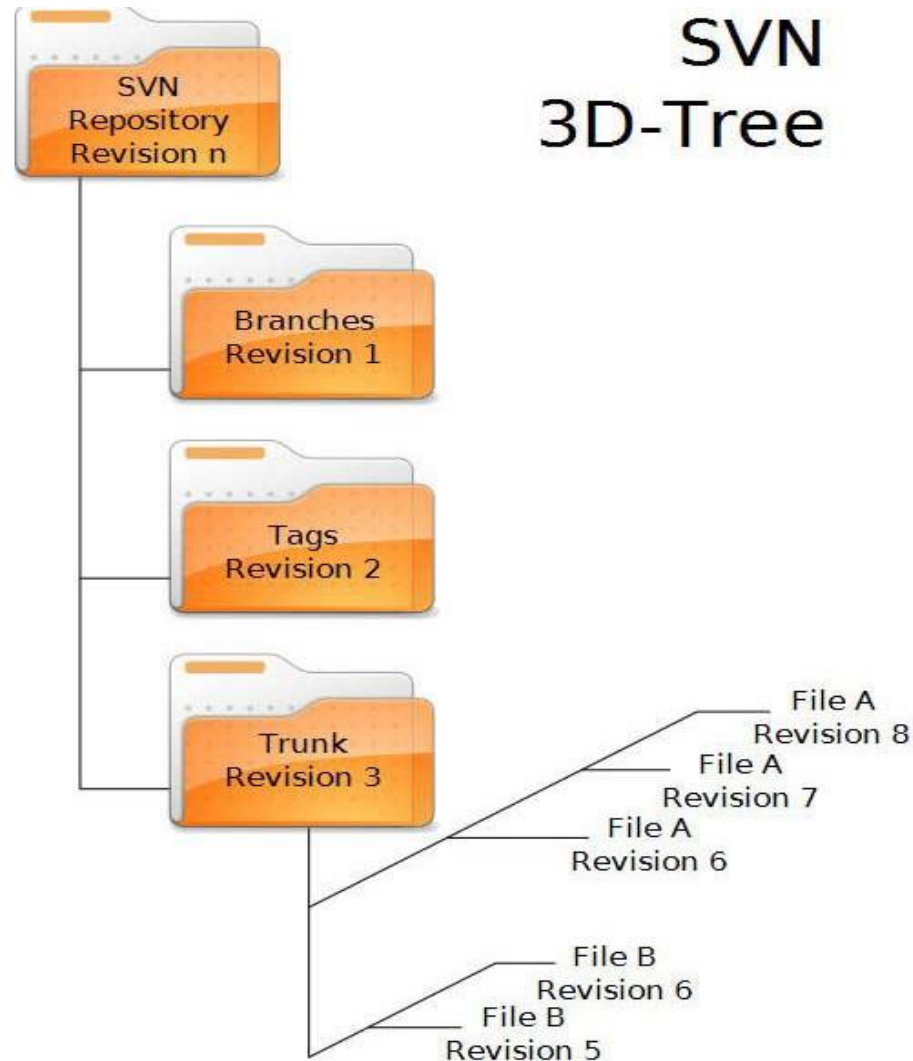 SVN
3D-Tree
SVN
Repository
Revision n
Branches
Revision 1
Tags
Revision 2
Trunk
Revision 3
File A
Revision 8
File A
Revision 7
File A
Revision 6
File B
Revision 6
File B
Revision 5